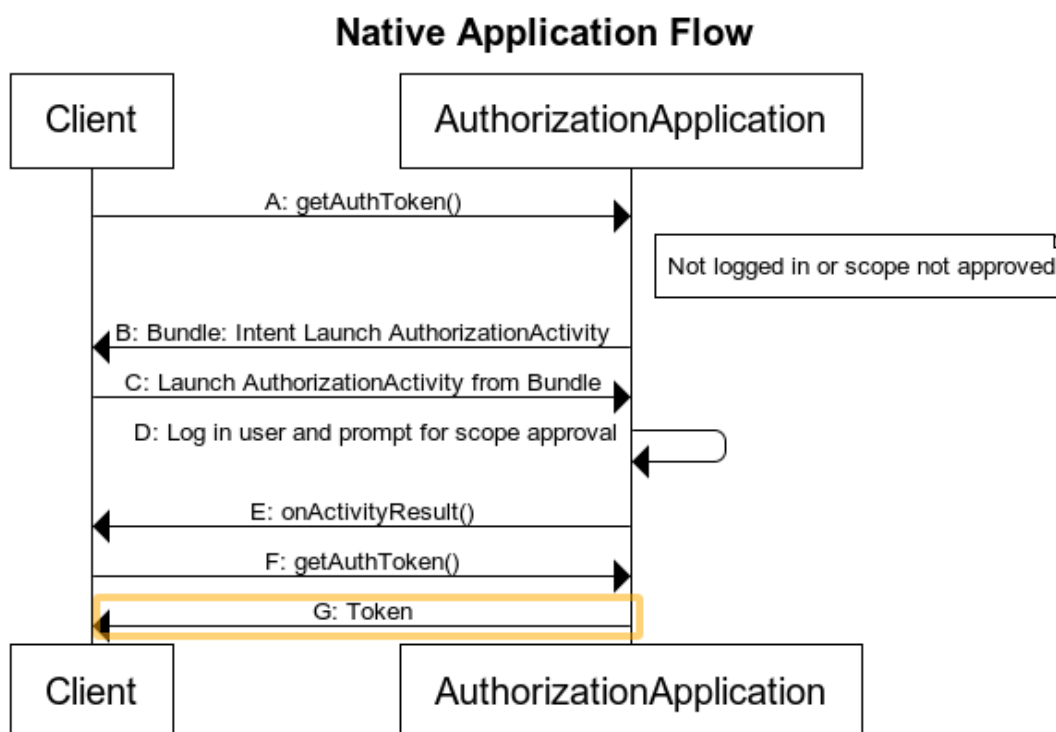 Native Application Flow
Client
AuthorizationApplication
A: getAuthToken()
Not logged in or scope not approved
B: Bundle: Intent Launch AuthorizationActivity
C: Launch AuthorizationActivity from Bundle
D: Log in user and prompt for scope approval
E: onActivityResult()
F: getAuthToken()
G: Token
Client
AuthorizationApplication